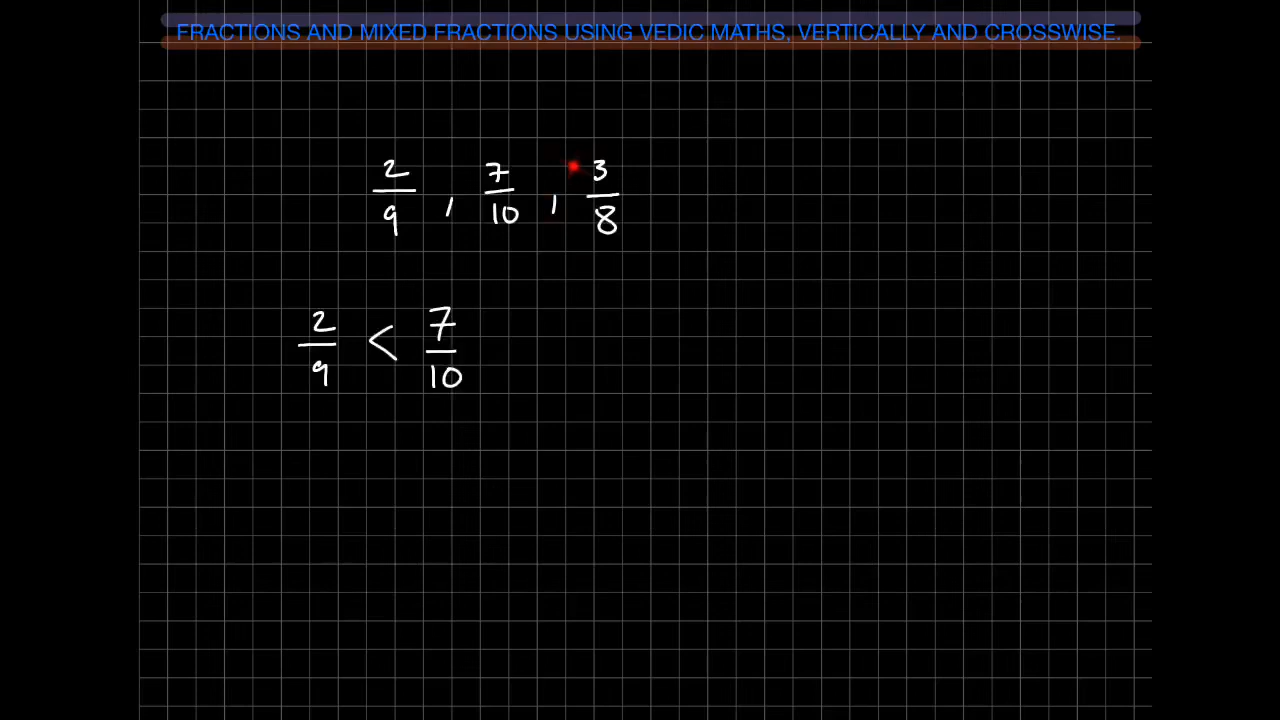 FRACTIONS AND MIXED FRACTIONS USING VEDIC MATHS, VERTICALLY AND CROSSWISE.
2/9 , 7/10 , 3/8
2/9 < 7/10